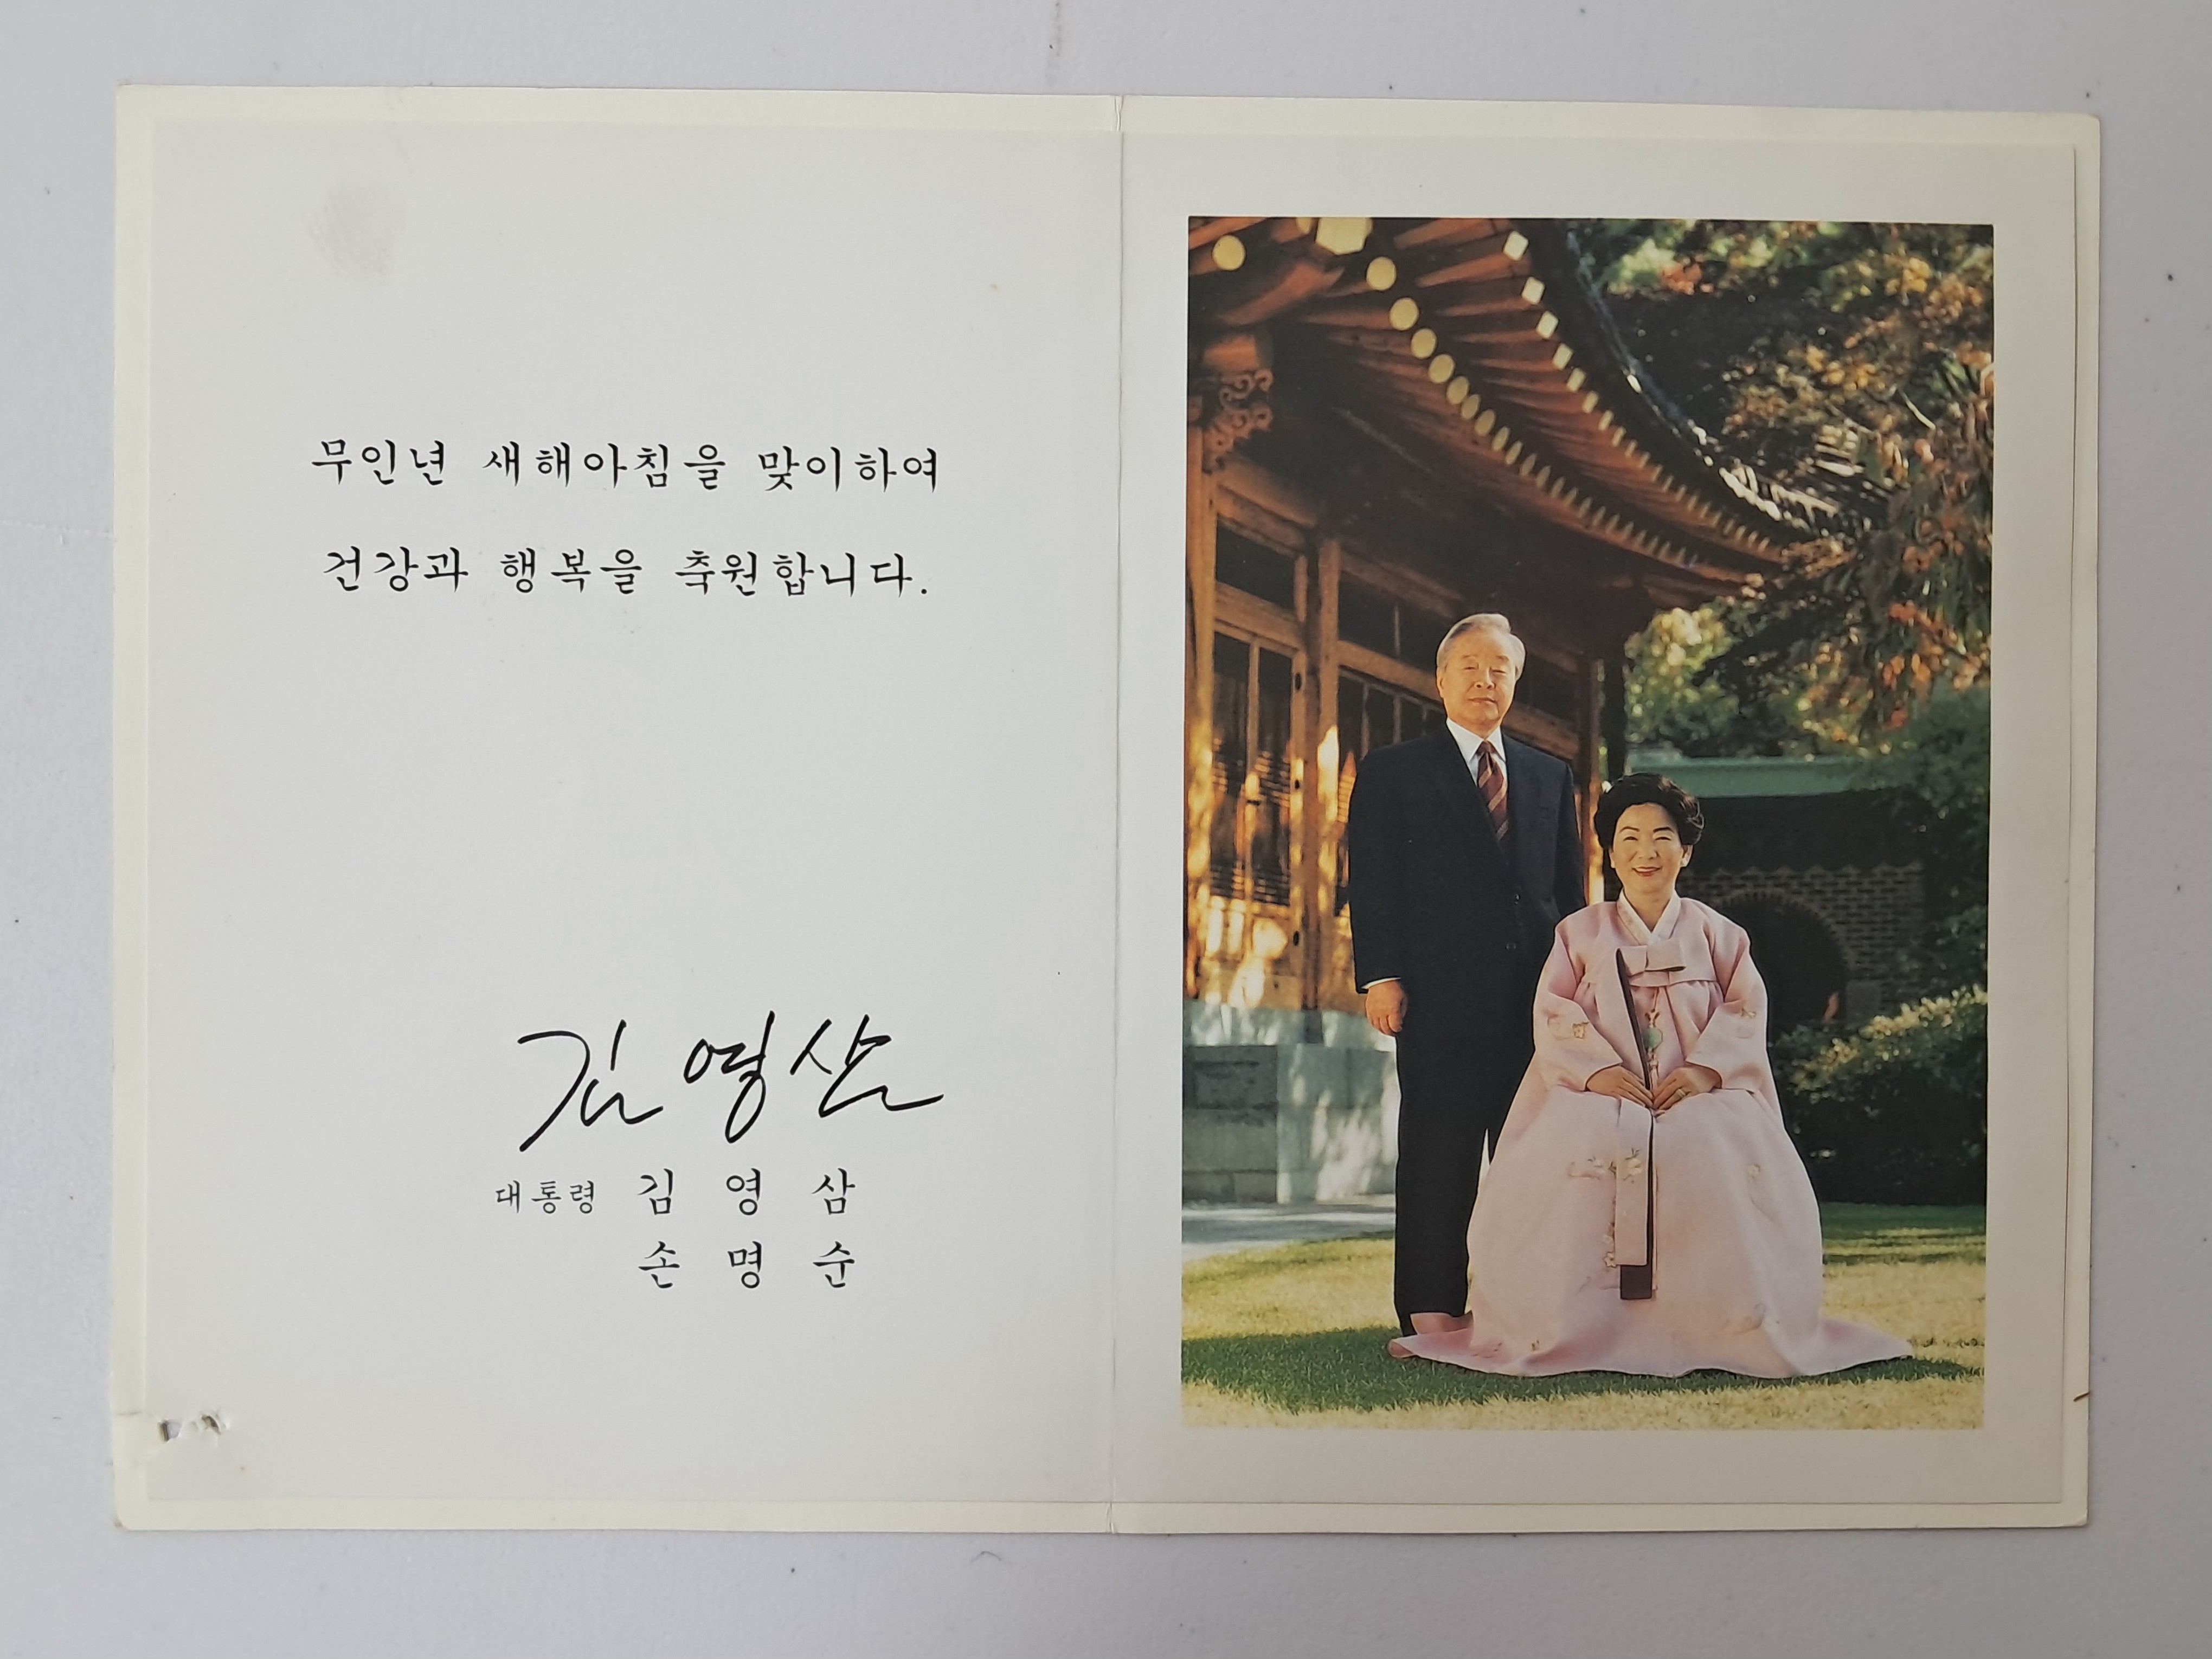 무인년 새해아침을 맞이하여
건강과 행복을 축원합니다.
김영삼
대통령 김 영 삼
손 명 순